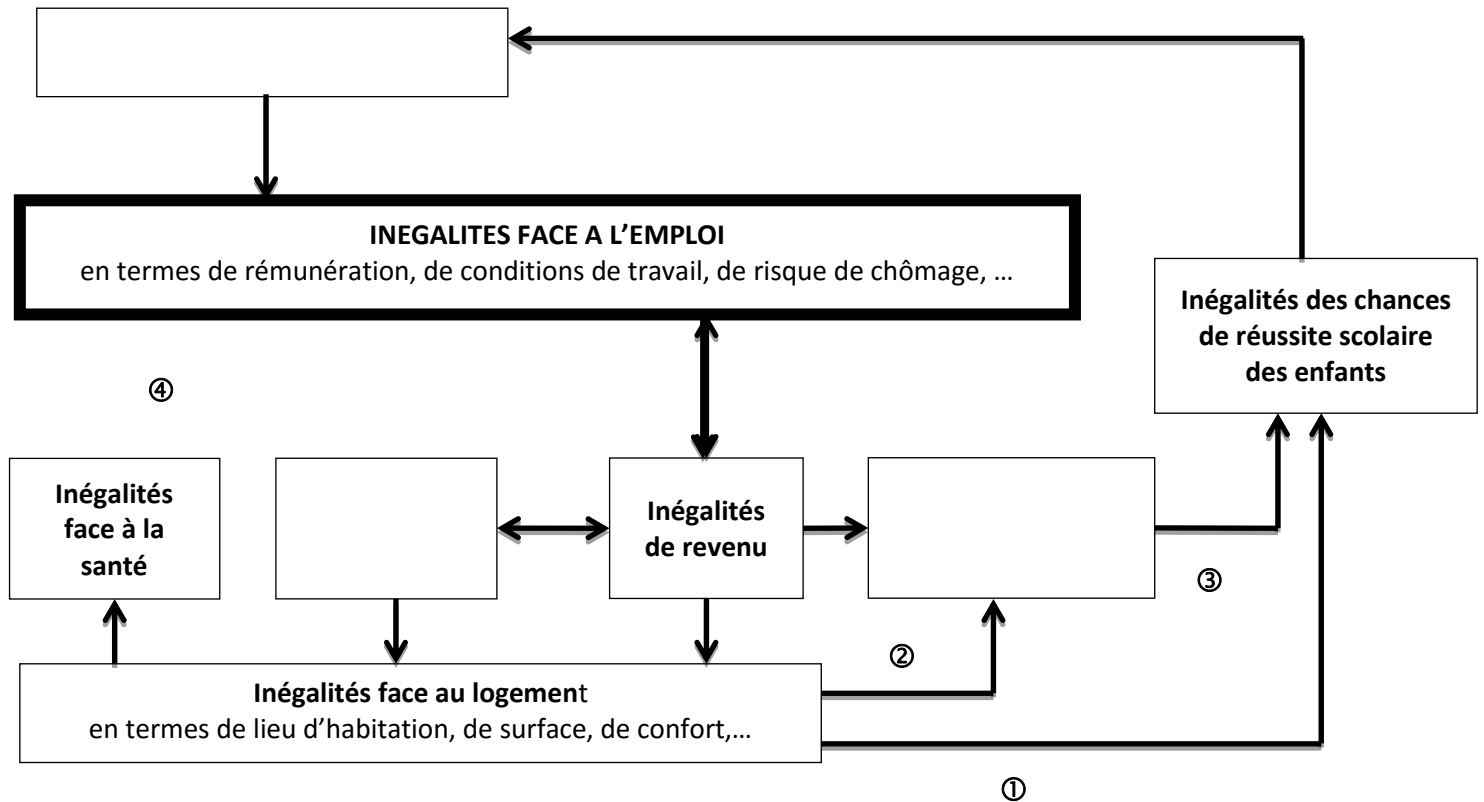 INEGALITES FACE A L’EMPLOI
en termes de rémunération, de conditions de travail, de risque de chômage, …
Inégalités des chances
de réussite scolaire
des enfants
④
Inégalités
face à la
santé
Inégalités
de revenu
③
②
Inégalités face au logement
en termes de lieu d’habitation, de surface, de confort,…
①